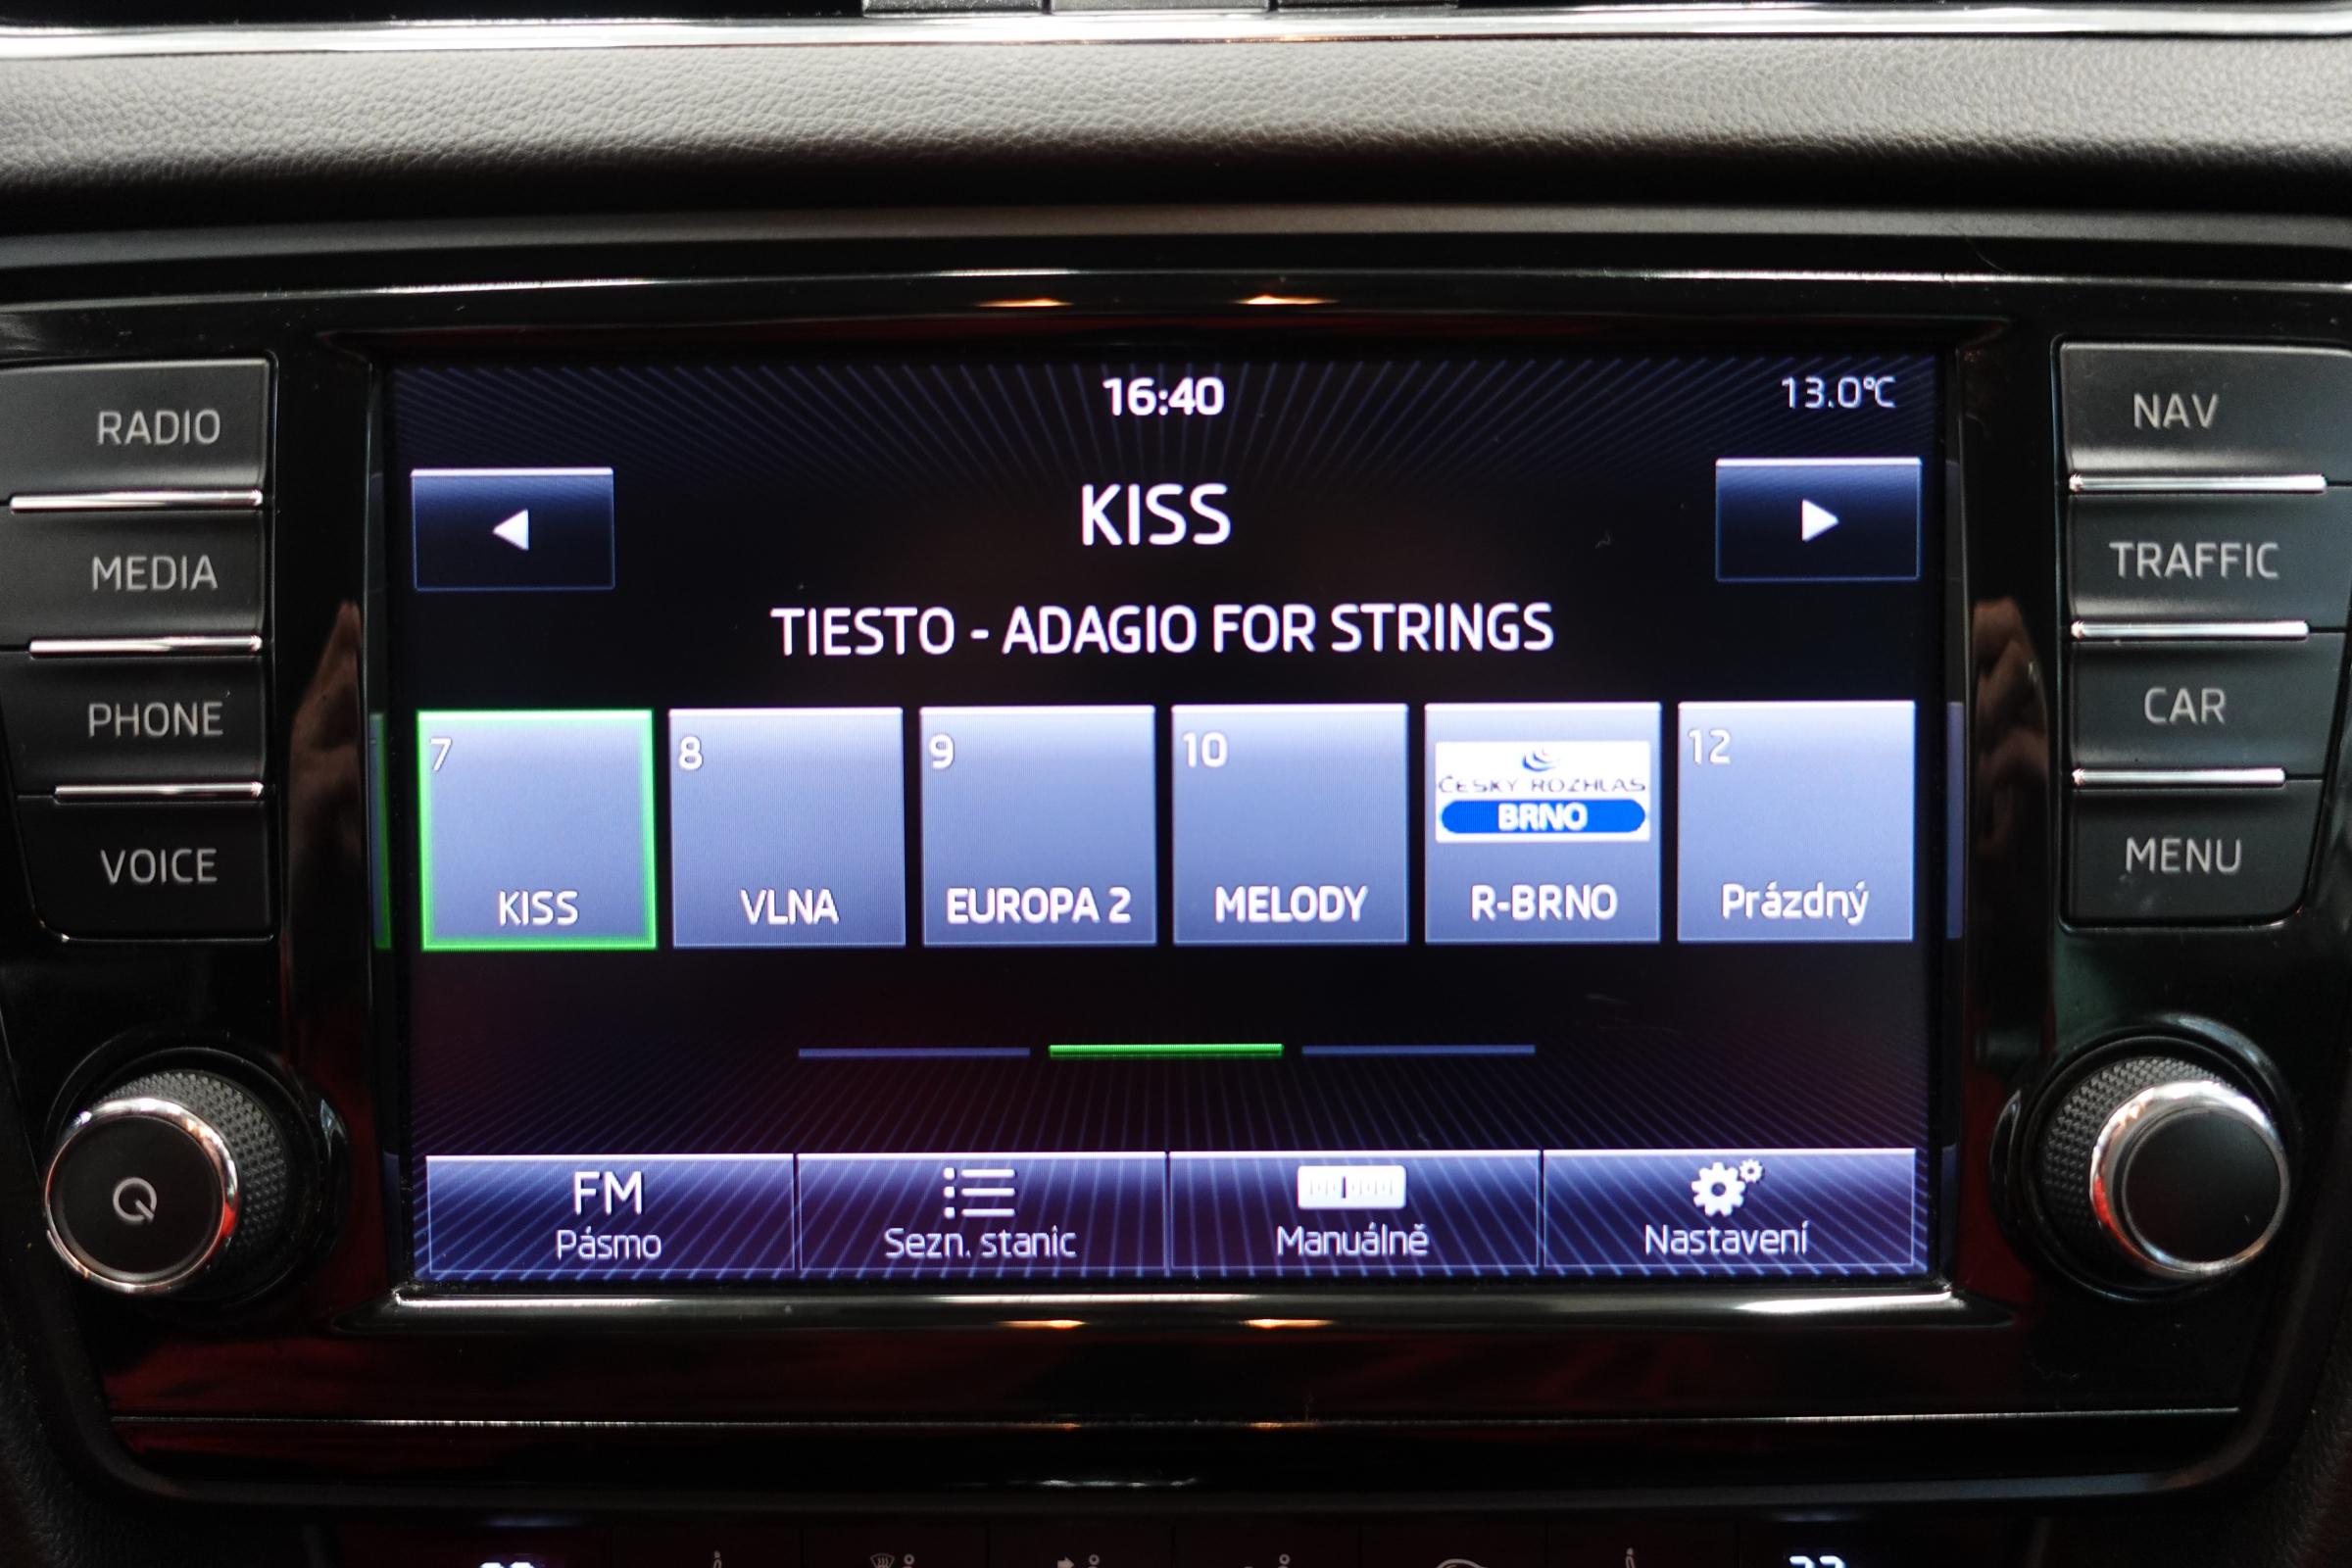 16:40
13.0°C
RADIO
MEDIA
PHONE
VOICE
KISS
TIESTO - ADAGIO FOR STRINGS
7
KISS
8
VLNA
9
EUROPA 2
10
MELODY
ČESKÝ ROZHLAS
BRNO
R-BRNO
12
Prázdný
FM
Pásmo
Sezn. stanic
Manuálně
Nastavení
NAV
TRAFFIC
CAR
MENU